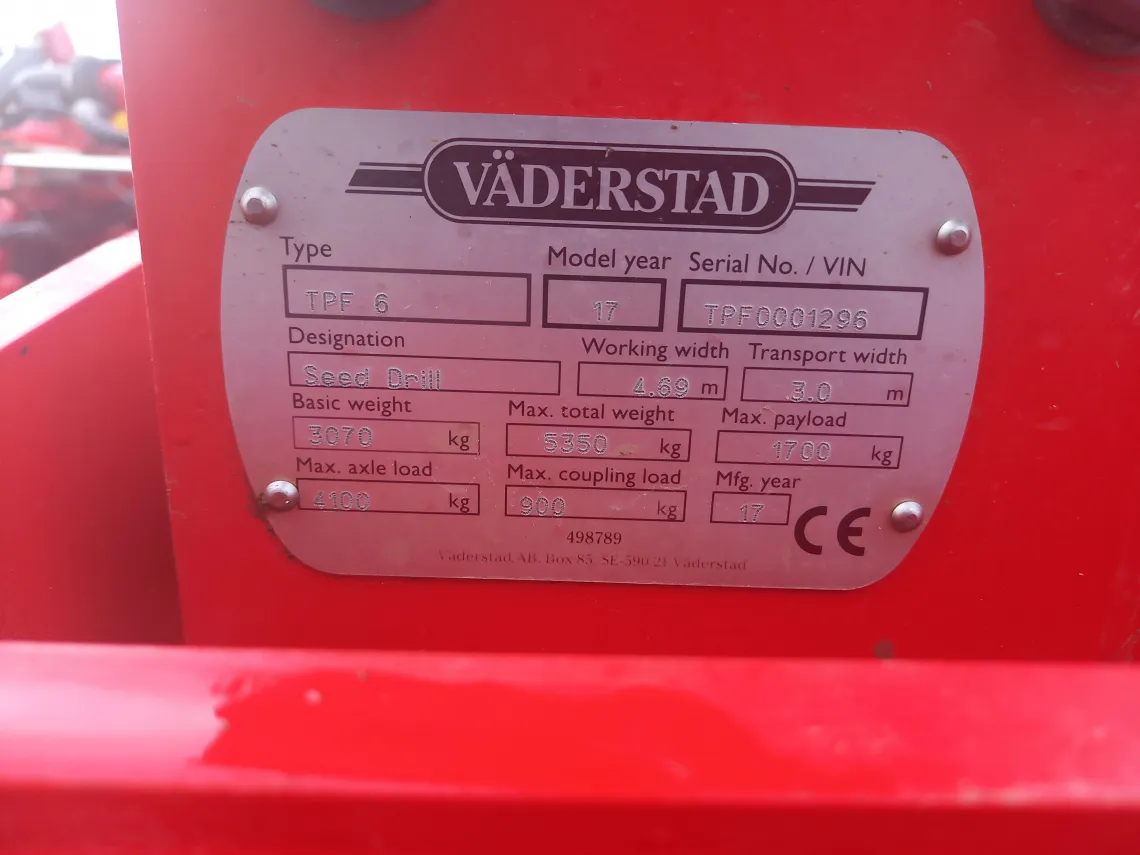 VÄDERSTAD
Type Model year Serial No. / VIN
TPF 6 17 TPF0001296
Designation Working width Transport width
Seed Drill 4.69 m 3.0 m
Basic weight Max. total weight Max. payload
3070 kg 5350 kg 1700 kg
Max. axle load Max. coupling load Mfg. year
4100 kg 900 kg 17 CE
498789
Väderstad AB, Box 85, SE-590 21 Väderstad